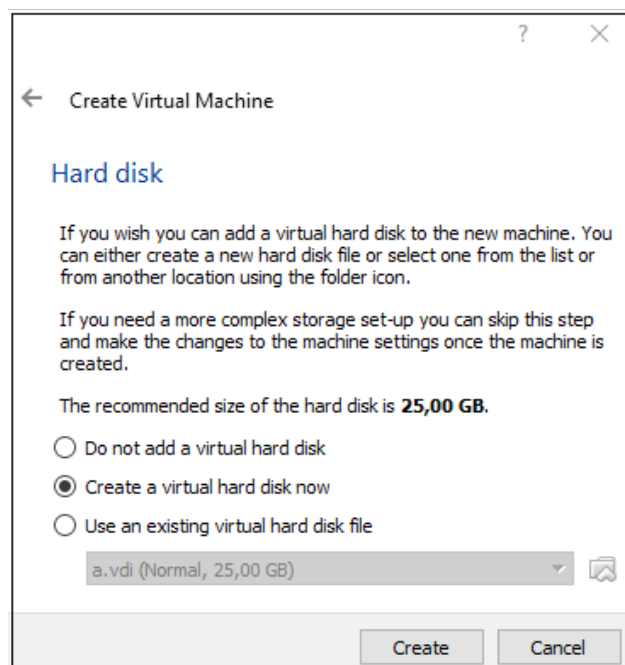 ?
Create Virtual Machine
Hard disk
If you wish you can add a virtual hard disk to the new machine. You
can either create a new hard disk file or select one from the list or
from another location using the folder icon.
If you need a more complex storage set-up you can skip this step
and make the changes to the machine settings once the machine is
created.
The recommended size of the hard disk is 25,00 GB.
Do not add a virtual hard disk
Create a virtual hard disk now
Use an existing virtual hard disk file
a.vdi (Normal, 25,00 GB)
Create Cancel